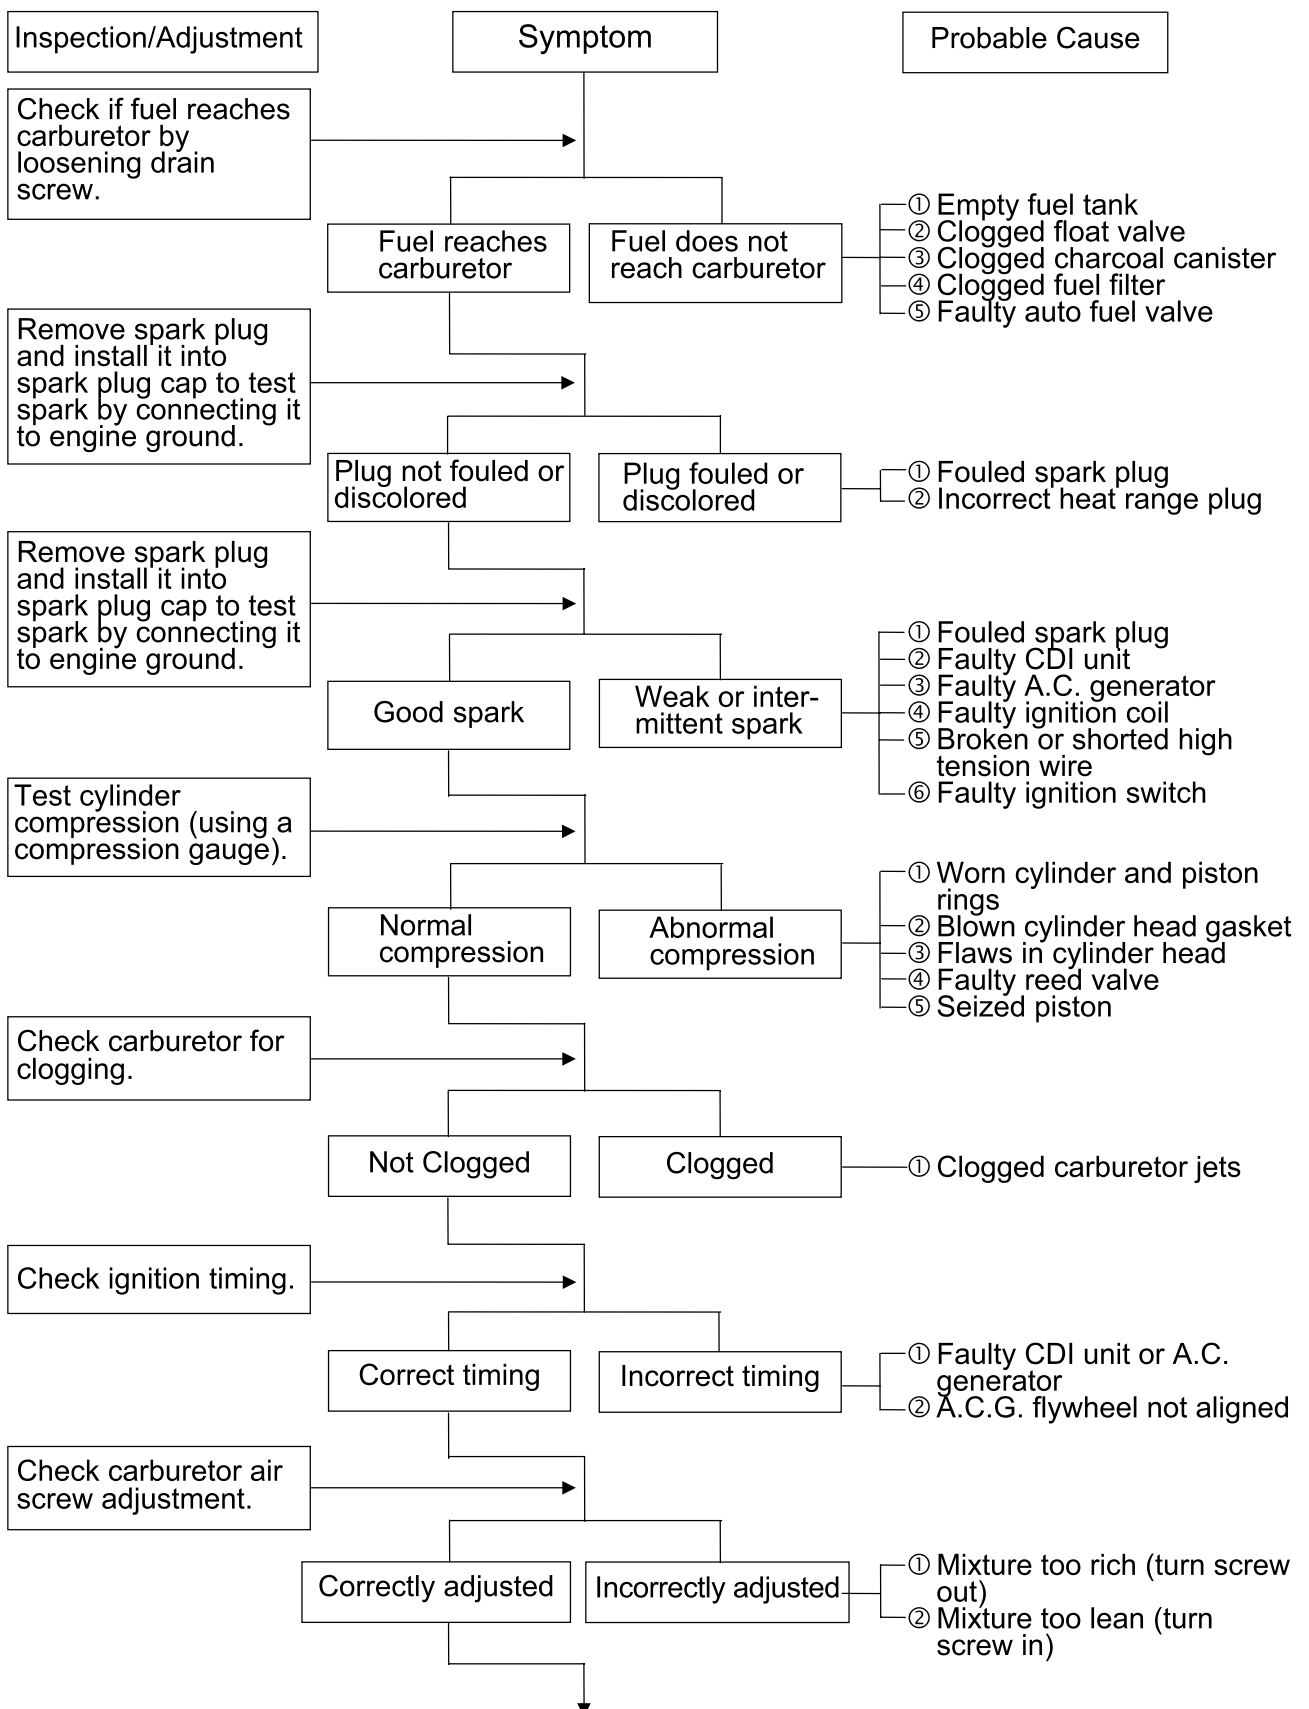 Inspection/Adjustment
Symptom
Probable Cause
Check if fuel reaches
carburetor by
loosening drain
screw.
Fuel reaches
carburetor
Fuel does not
reach carburetor
① Empty fuel tank
② Clogged float valve
③ Clogged charcoal canister
④ Clogged fuel filter
⑤ Faulty auto fuel valve
Remove spark plug
and install it into
spark plug cap to test
spark by connecting it
to engine ground.
Plug not fouled or
discolored
Plug fouled or
discolored
① Fouled spark plug
② Incorrect heat range plug
Remove spark plug
and install it into
spark plug cap to test
spark by connecting it
to engine ground.
Good spark
Weak or inter-
mittent spark
① Fouled spark plug
② Faulty CDI unit
③ Faulty A.C. generator
④ Faulty ignition coil
⑤ Broken or shorted high
tension wire
⑥ Faulty ignition switch
Test cylinder
compression (using a
compression gauge).
Normal
compression
Abnormal
compression
① Worn cylinder and piston
rings
② Blown cylinder head gasket
③ Flaws in cylinder head
④ Faulty reed valve
⑤ Seized piston
Check carburetor for
clogging.
Not Clogged
Clogged
① Clogged carburetor jets
Check ignition timing.
Correct timing
Incorrect timing
① Faulty CDI unit or A.C.
generator
② A.C.G. flywheel not aligned
Check carburetor air
screw adjustment.
Correctly adjusted
Incorrectly adjusted
① Mixture too rich (turn screw
out)
② Mixture too lean (turn
screw in)